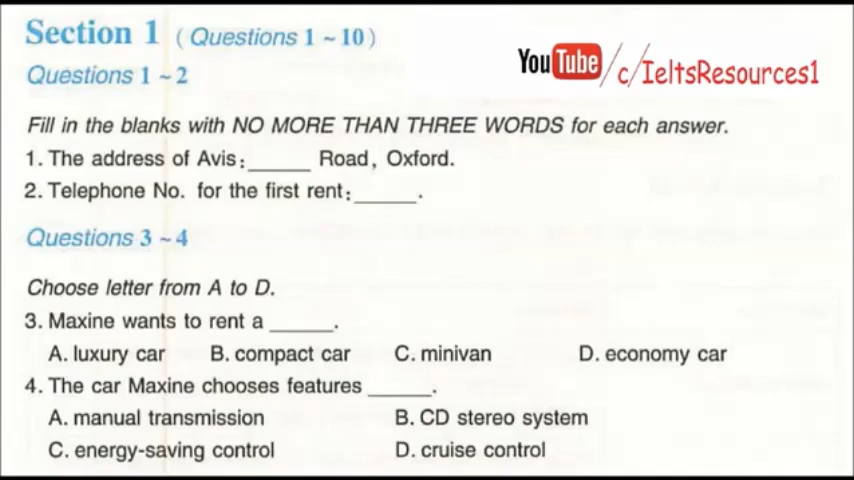 Section 1 ( Questions 1 ~ 10 )
YouTube /c/IeltsResources1
Questions 1 ~ 2
Fill in the blanks with NO MORE THAN THREE WORDS for each answer.
1. The address of Avis: _____ Road, Oxford.
2. Telephone No. for the first rent: _____.
Questions 3 ~ 4
Choose letter from A to D.
3. Maxine wants to rent a _____.
A. luxury car B. compact car C. minivan D. economy car
4. The car Maxine chooses features _____.
A. manual transmission B. CD stereo system
C. energy-saving control D. cruise control